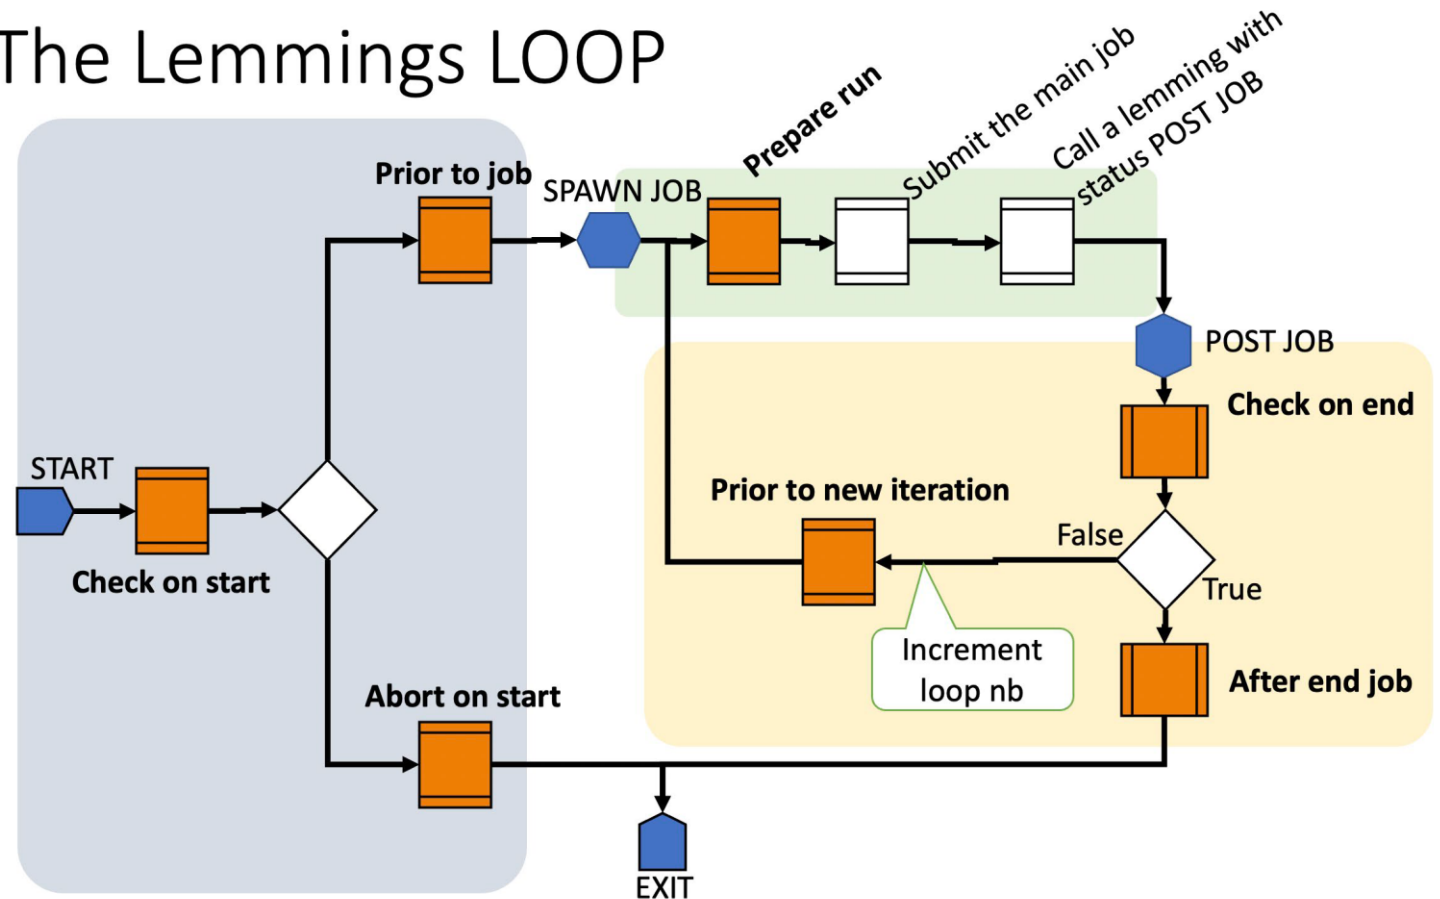 The Lemmings LOOP
Prior to job
SPAWN JOB
Prepare run
Submit the main job
Call a lemming with
status POST JOB
POST JOB
Check on end
START
Check on start
Prior to new iteration
False
True
Increment
loop nb
Abort on start
After end job
EXIT